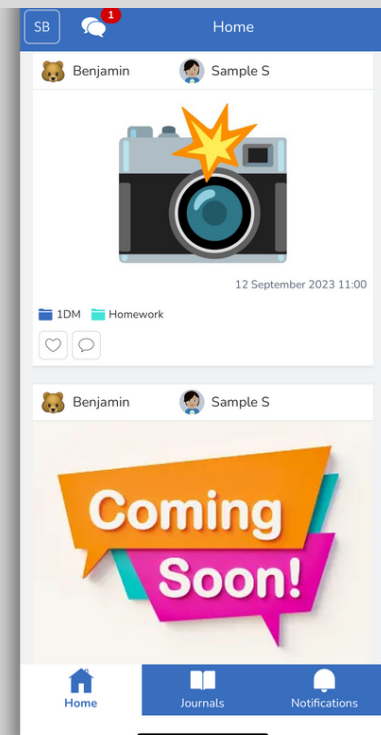 SB
1
Home
Benjamin
Sample S
12 September 2023 11:00
1DM
Homework
Benjamin
Sample S
Coming
Soon!
Home
Journals
Notifications